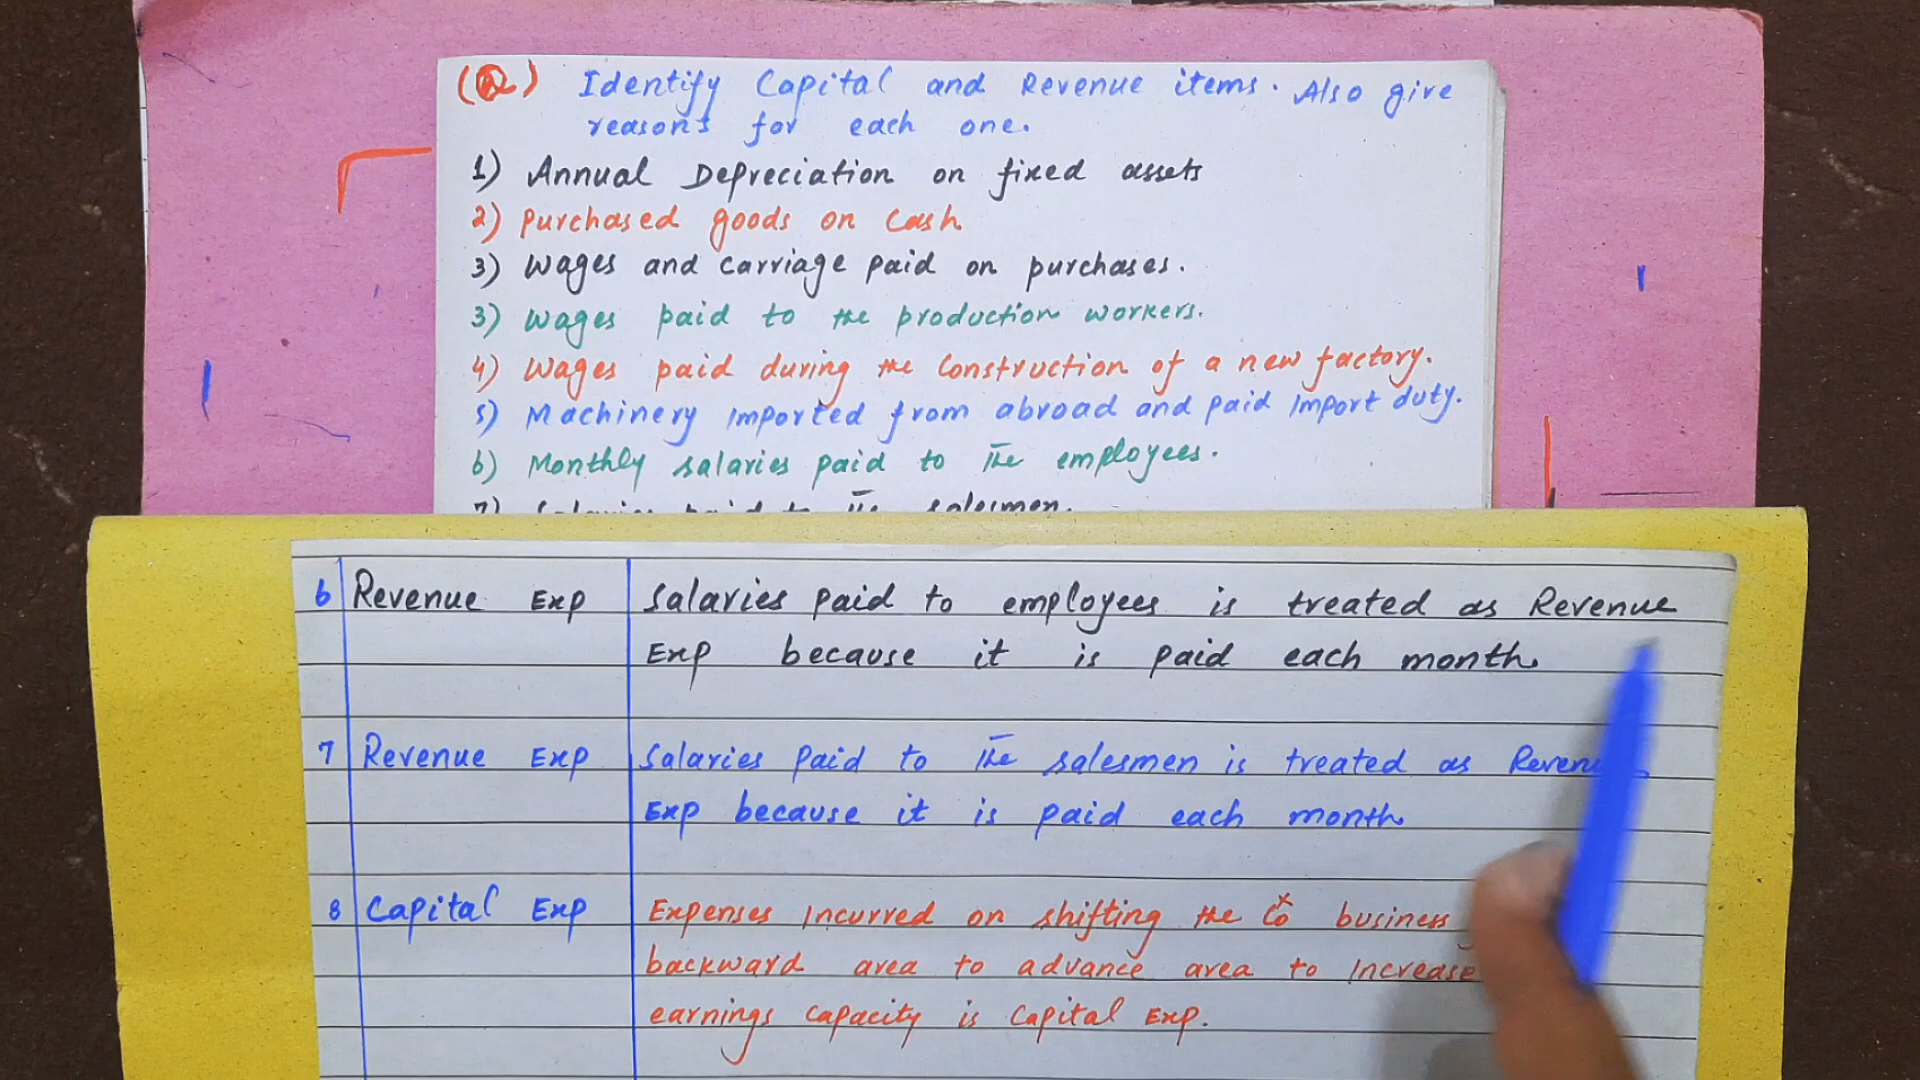 (Q) Identify Capital and Revenue items. Also give
reasons for each one.
1) Annual Depreciation on fixed assets
2) Purchased goods on cash
3) wages and carriage paid on purchases.
3) wages paid to the production workers.
4) wages paid during the construction of a new factory.
5) Machinery imported from abroad and paid import duty.
6) Monthly salaries paid to the employees.
7) Salaries paid to the salesmen.
6 Revenue Exp Salaries paid to employees is treated as Revenue
Exp because it is paid each month.
7 Revenue Exp Salaries paid to the salesmen is treated as
Exp because it is paid each month
8 Capital Exp Expenses incurred on shifting the Co business
backward area to advance area to increase
earnings capacity is capital Exp.